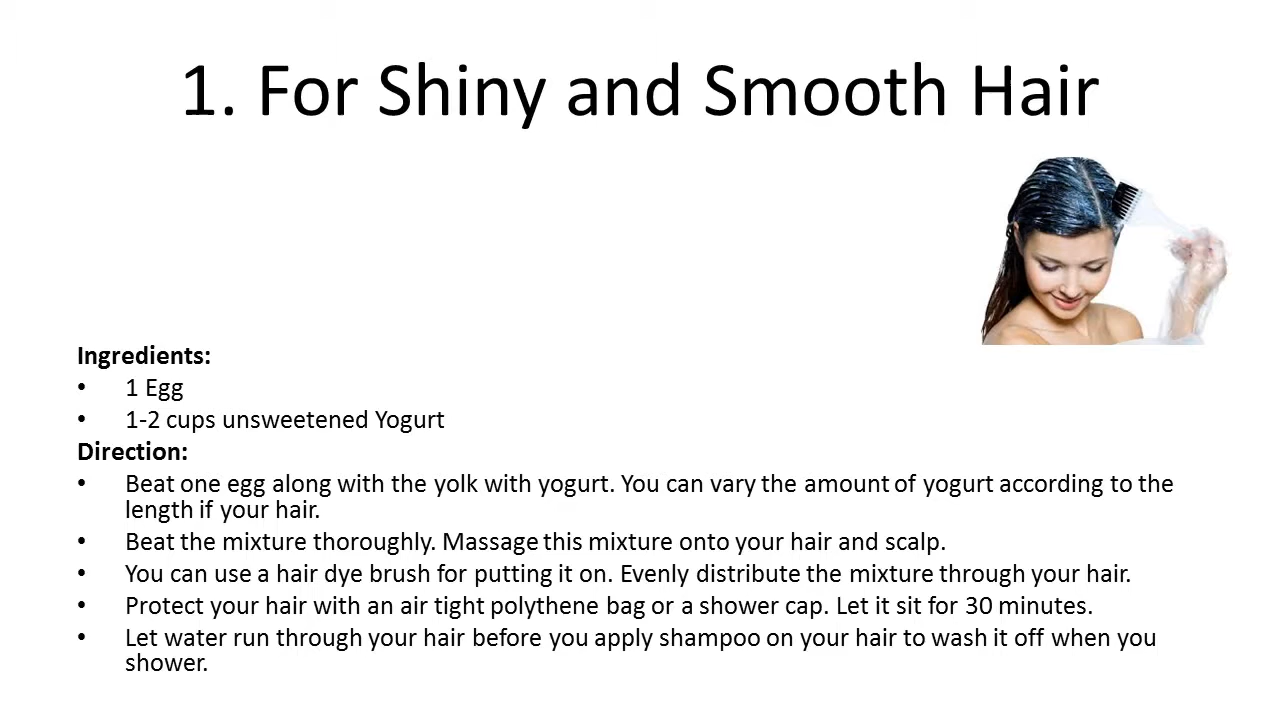 1. For Shiny and Smooth Hair
Ingredients:
• 1 Egg
• 1-2 cups unsweetened Yogurt
Direction:
• Beat one egg along with the yolk with yogurt. You can vary the amount of yogurt according to the
length if your hair.
• Beat the mixture thoroughly. Massage this mixture onto your hair and scalp.
• You can use a hair dye brush for putting it on. Evenly distribute the mixture through your hair.
• Protect your hair with an air tight polythene bag or a shower cap. Let it sit for 30 minutes.
• Let water run through your hair before you apply shampoo on your hair to wash it off when you
shower.